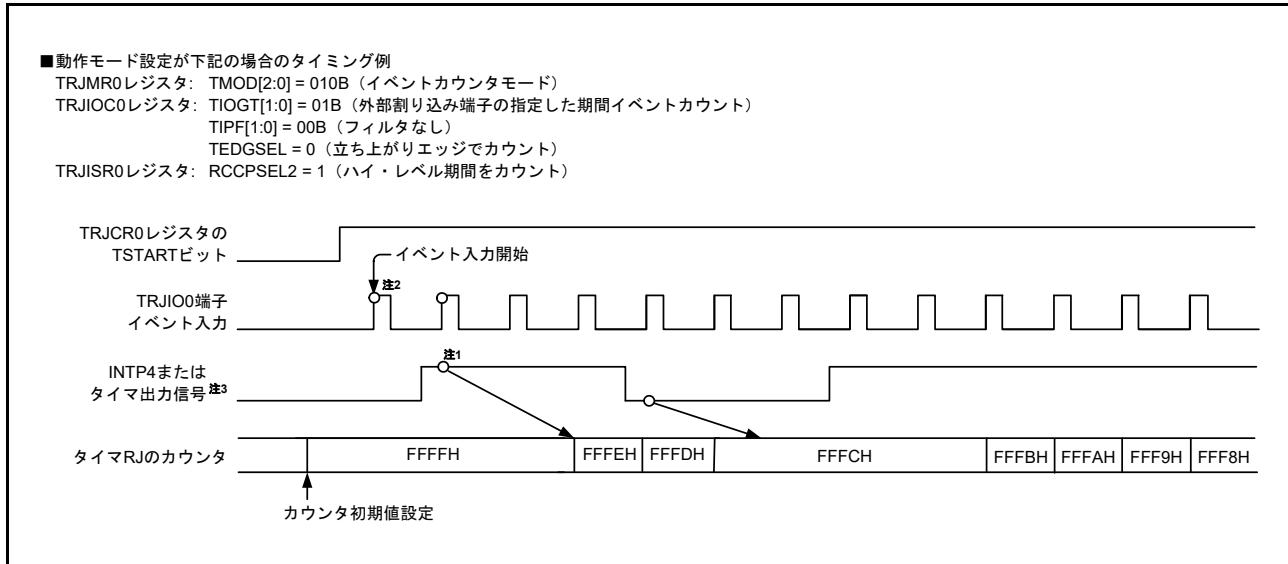 ■動作モード設定が下記の場合のタイミング例
TRJMR0レジスタ: TMOD[2:0] = 010B（イベントカウンタモード）
TRJIOC0レジスタ: TIOGT[1:0] = 01B（外部割り込み端子の指定した期間イベントカウント）
TIPF[1:0] = 00B（フィルタなし）
TEDGSEL = 0（立ち上がりエッジでカウント）
TRJISR0レジスタ: RCCPSEL2 = 1（ハイ・レベル期間をカウント）
TRJCR0レジスタの
TSTARTビット
イベント入力開始
注2
TRJIO0端子
イベント入力
注1
INTP4または
タイマ出力信号注3
タイマRJのカウンタ
FFFFH FFFEH FFFDH FFFCH FFFBH FFFAH FFF9H FFF8H
カウンタ初期値設定